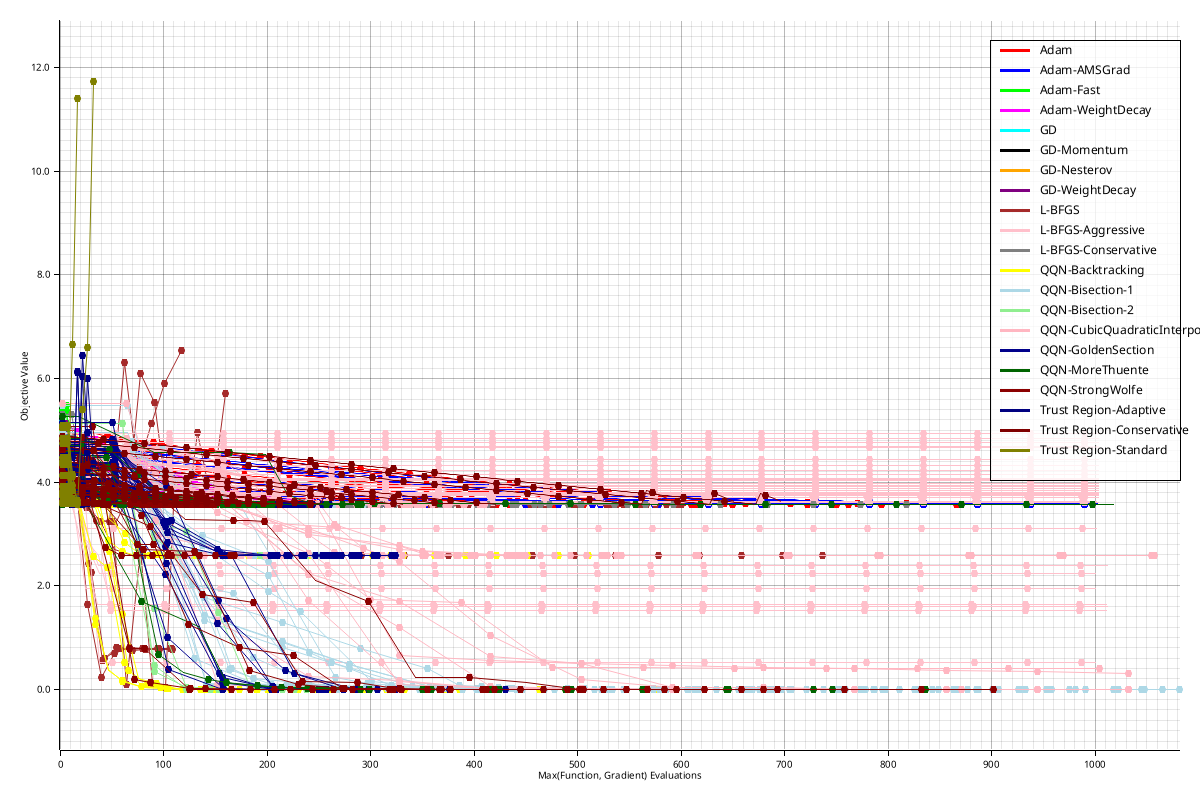 12.0
10.0
8.0
6.0
4.0
2.0
0.0
Objective Value
0 100 200 300 400 500 600 700 800 900 1000
Max(Function, Gradient) Evaluations
Adam
Adam-AMSGrad
Adam-Fast
Adam-WeightDecay
GD
GD-Momentum
GD-Nesterov
GD-WeightDecay
L-BFGS
L-BFGS-Aggressive
L-BFGS-Conservative
QQN-Backtracking
QQN-Bisection-1
QQN-Bisection-2
QQN-CubicQuadraticInterpo
QQN-GoldenSection
QQN-MoreThuente
QQN-StrongWolfe
Trust Region-Adaptive
Trust Region-Conservative
Trust Region-Standard